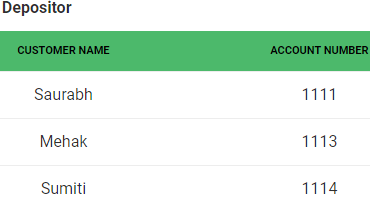 Depositor
CUSTOMER NAME ACCOUNT NUMBER
Saurabh 1111
Mehak 1113
Sumiti 1114